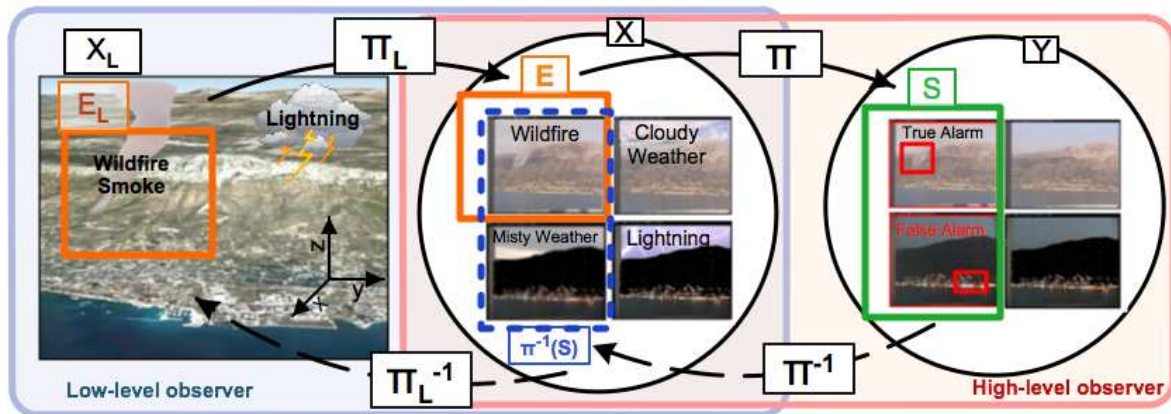 X_L
Π_L
X
Π
Y
E_L
E
S
Lightning
Wildfire
Smoke
Wildfire
Cloudy
Weather
True Alarm
Misty Weather
Lightning
False Alarm
z
x
y
π⁻¹(S)
Π_L⁻¹
Π⁻¹
Low-level observer
High-level observer